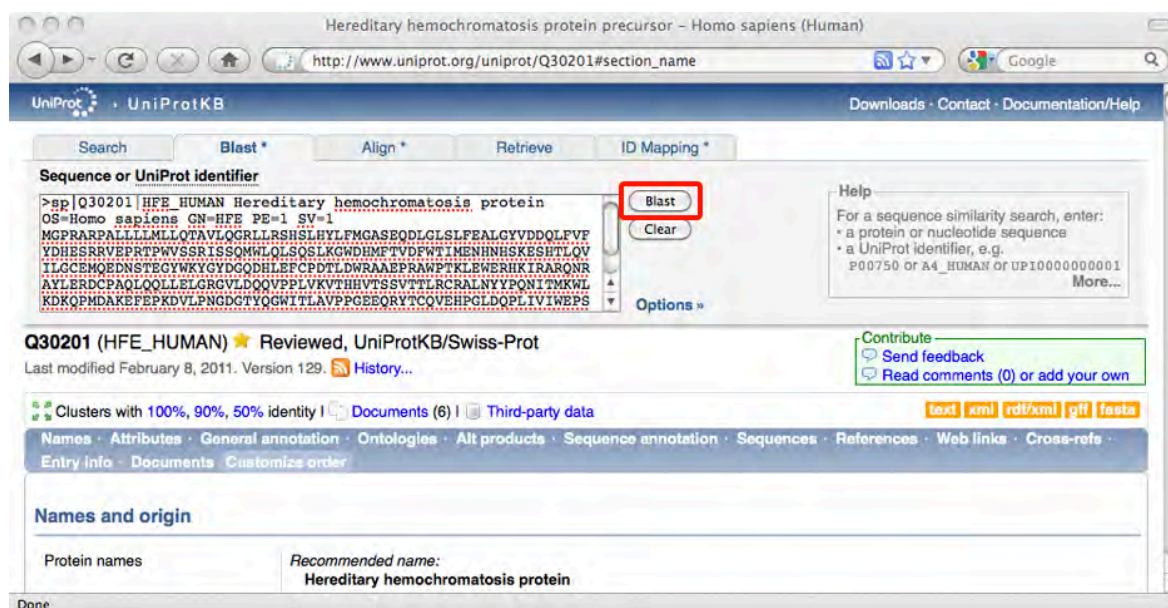 Hereditary hemochromatosis protein precursor – Homo sapiens (Human)
http://www.uniprot.org/uniprot/Q30201#section_name
Google
UniProt › UniProtKB
Downloads · Contact · Documentation/Help
Search Blast * Align * Retrieve ID Mapping *
Sequence or UniProt identifier
>sp|Q30201|HFE_HUMAN Hereditary hemochromatosis protein
OS=Homo sapiens GN=HFE PE=1 SV=1
MGPRARPALLLLMLLQTAVLQGRLLRSHSLHYLFMGASEQDLGLSLFEALGYVDDQLFVF
YDHESRRVEPRTPWVSSRISSQMWLQLSQSLKGWDHMFTVDFWTIMENHNHSKESHTLQV
ILGCEMQEDNSTEGYWKYGYDGQDHLEFCPDTLDWRAAEPRAWPTKLEWERHKIRARQNR
AYLERDCPAQLQQLLELGRGVLDQQVPPLVKVTHHVTSSVTTLRCRALNYYPQNITMKWL
KDKQPMDAKEFEPKDVLPNGDGTYQGWITLAVPPGEEQRYTCQVEHPGLDQPLIVIWEPS
Blast
Clear
Options »
Help
For a sequence similarity search, enter:
• a protein or nucleotide sequence
• a UniProt identifier, e.g.
P00750 or A4_HUMAN or UPI0000000001
More...
Q30201 (HFE_HUMAN) Reviewed, UniProtKB/Swiss-Prot
Last modified February 8, 2011. Version 129. History...
Contribute
Send feedback
Read comments (0) or add your own
Clusters with 100%, 90%, 50% identity | Documents (6) | Third-party data
text xml rdf/xml gff fasta
Names · Attributes · General annotation · Ontologies · Alt products · Sequence annotation · Sequences · References · Web links · Cross-refs ·
Entry info · Documents Customize order
Names and origin
Protein names
Recommended name:
Hereditary hemochromatosis protein
Done